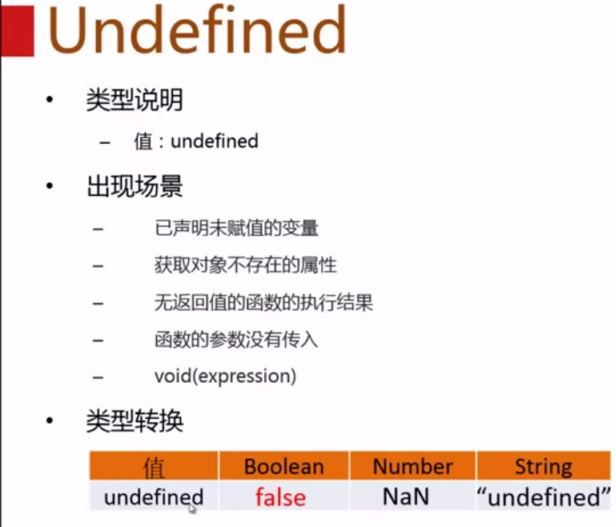 Undefined
• 类型说明
– 值：undefined
• 出现场景
– 已声明未赋值的变量
– 获取对象不存在的属性
– 无返回值的函数的执行结果
– 函数的参数没有传入
– void(expression)
• 类型转换
值 Boolean Number String
undefined false NaN “undefined”